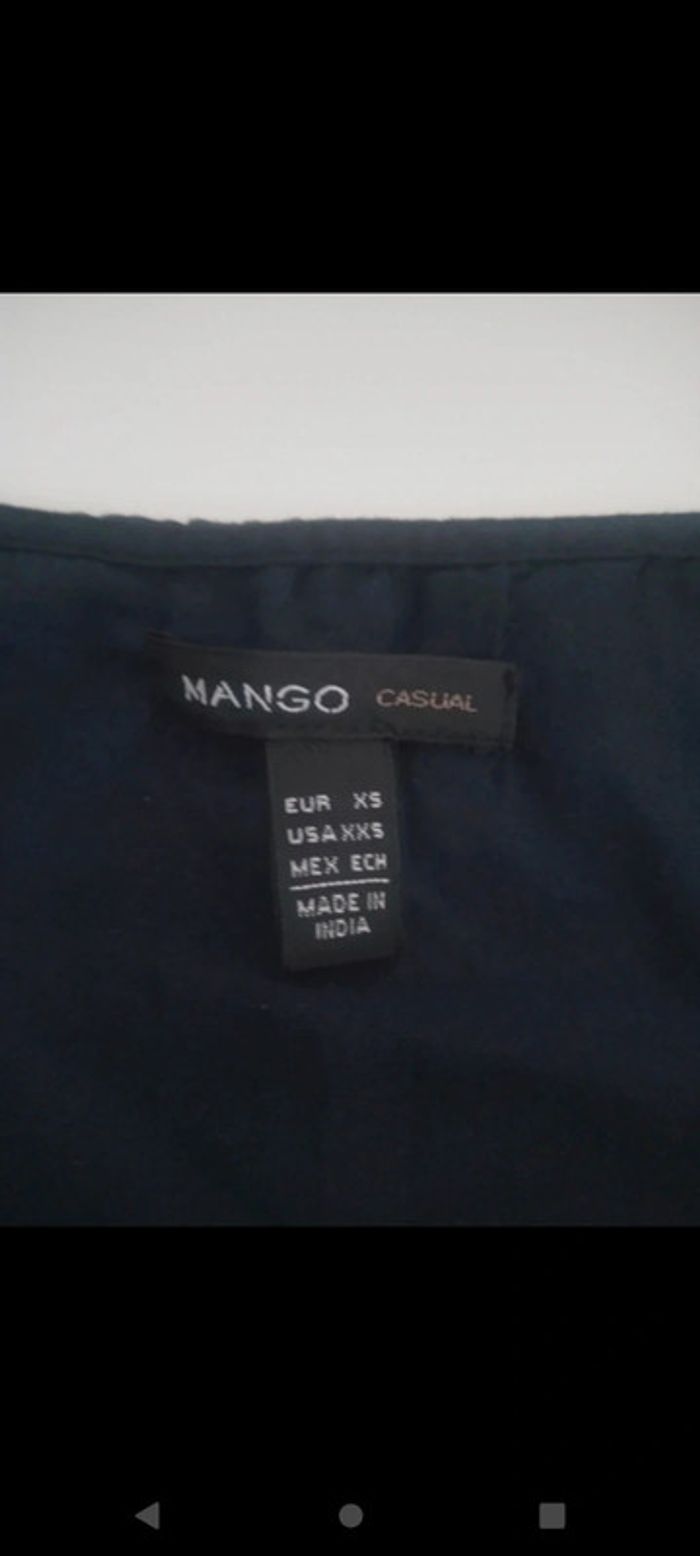 MANGO CASUAL
EUR XS
USA XXS
MEX ECH
MADE IN
INDIA